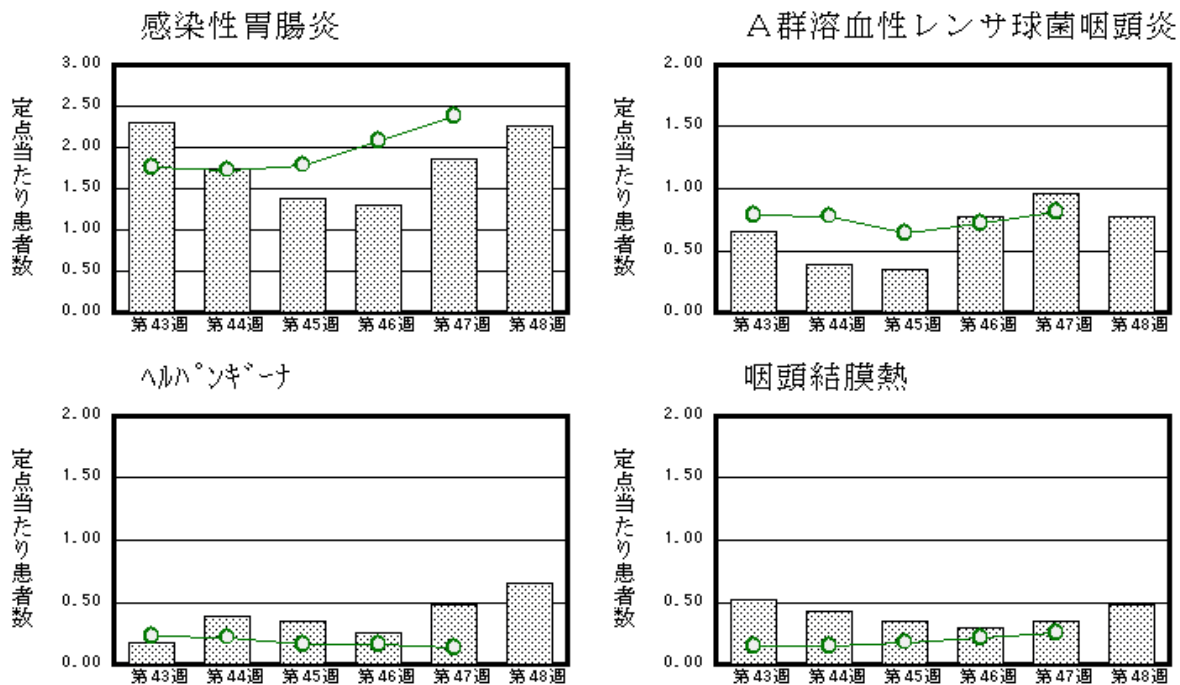 感染性胃腸炎
定点当たり患者数
3.00
2.50
2.00
1.50
1.00
0.50
0.00
第43週 第44週 第45週 第46週 第47週 第48週
A群溶血性レンサ球菌咽頭炎
定点当たり患者数
2.00
1.50
1.00
0.50
0.00
第43週 第44週 第45週 第46週 第47週 第48週
ﾍﾙﾊﾟﾝｷﾞｰﾅ
定点当たり患者数
2.00
1.50
1.00
0.50
0.00
第43週 第44週 第45週 第46週 第47週 第48週
咽頭結膜熱
定点当たり患者数
2.00
1.50
1.00
0.50
0.00
第43週 第44週 第45週 第46週 第47週 第48週